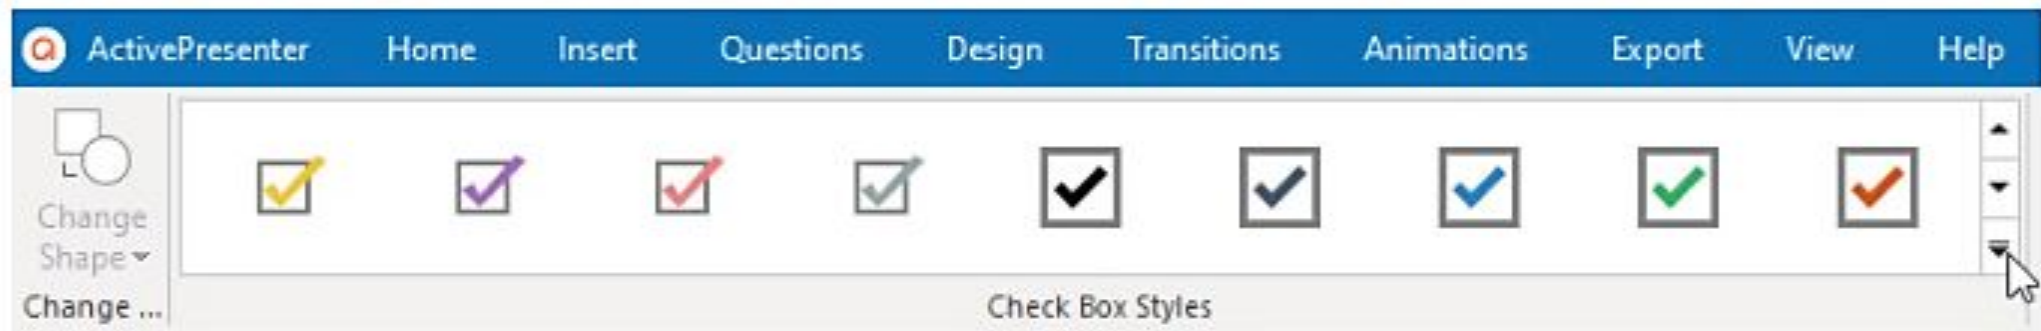 ActivePresenter Home Insert Questions Design Transitions Animations Export View Help
Change
Shape
Change ...
Check Box Styles